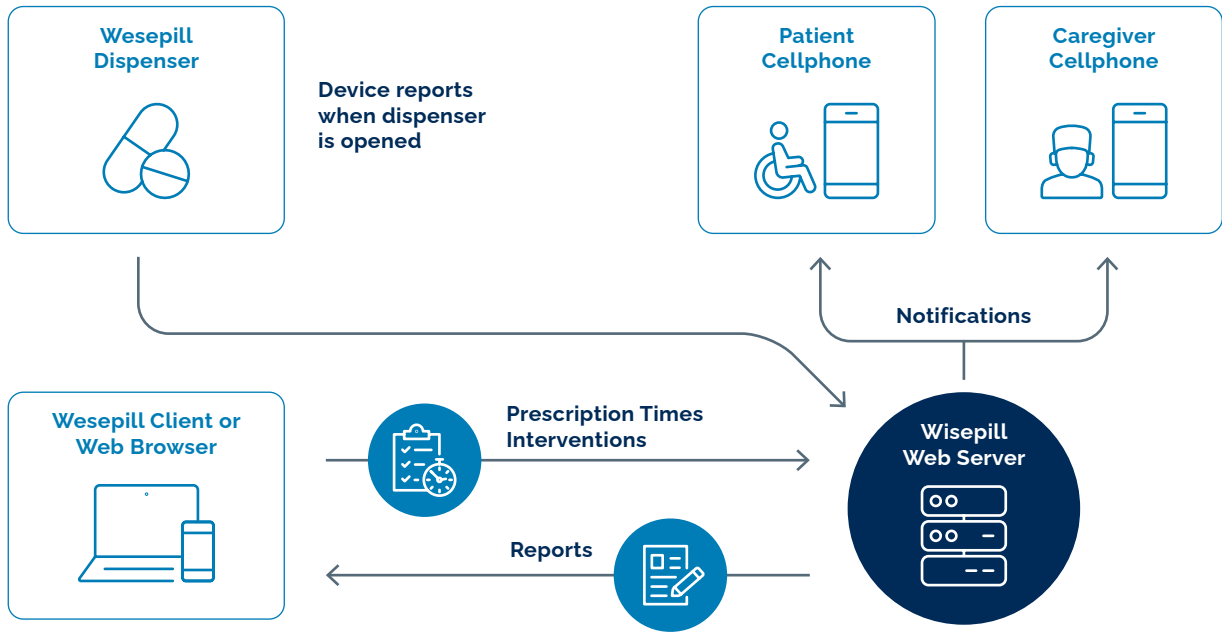 Wesepill
Dispenser
Device reports
when dispenser
is opened
Patient
Cellphone
Caregiver
Cellphone
Notifications
Wesepill Client or
Web Browser
Prescription Times
Interventions
Reports
Wisepill
Web Server